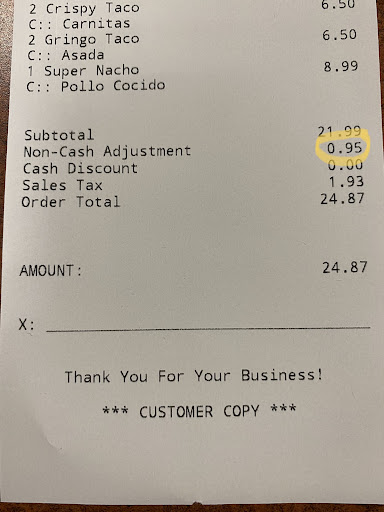 2 Crispy Taco 6.50
C:: Carnitas
2 Gringo Taco 6.50
C:: Asada
1 Super Nacho 8.99
C:: Pollo Cocido
Subtotal 21.99
Non-Cash Adjustment 0.95
Cash Discount 0.00
Sales Tax 1.93
Order Total 24.87
AMOUNT: 24.87
X:
Thank You For Your Business!
*** CUSTOMER COPY ***